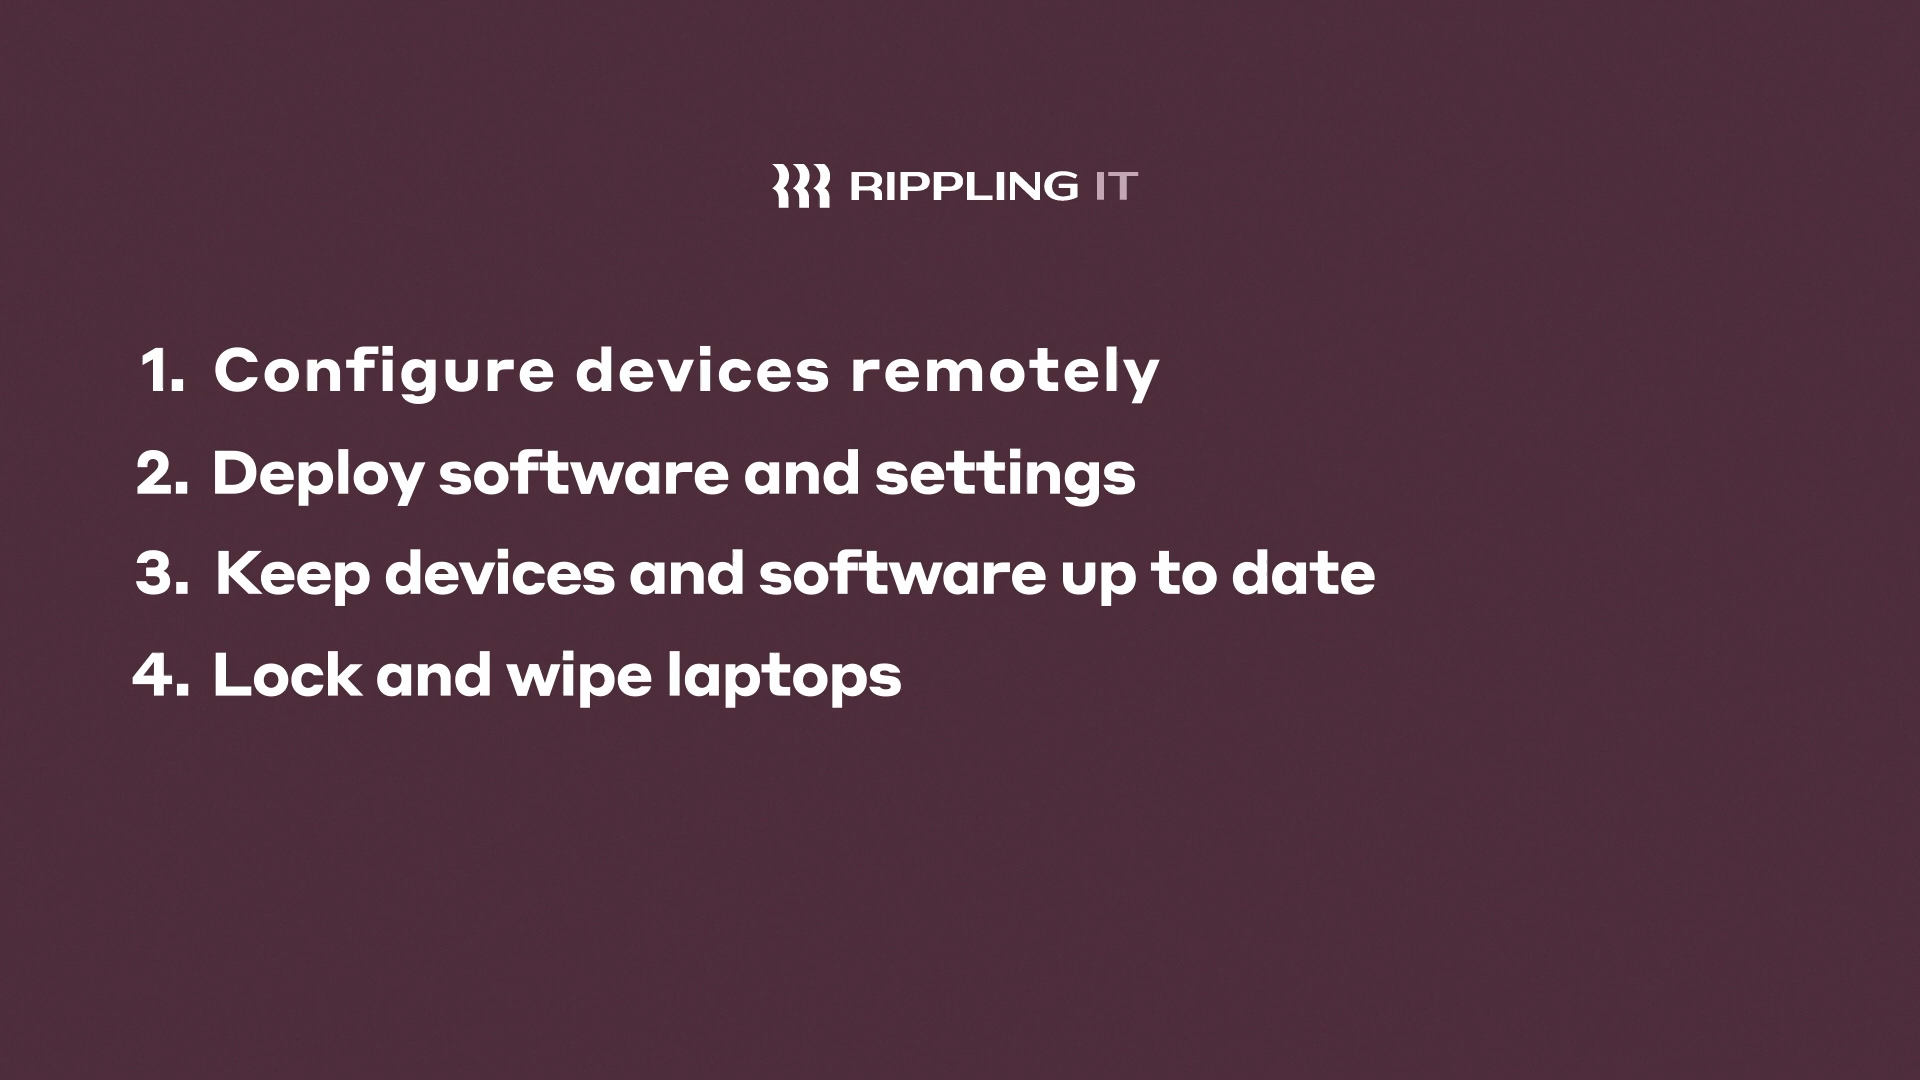 RIPPLING IT
1. Configure devices remotely
2. Deploy software and settings
3. Keep devices and software up to date
4. Lock and wipe laptops